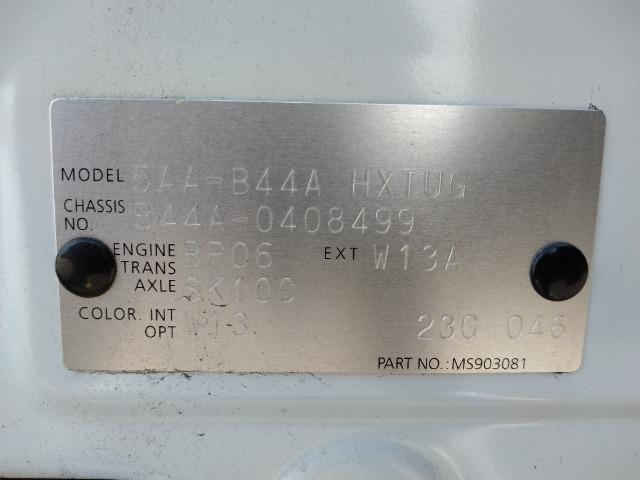 MODEL 5AA-B44A HXTUG
CHASSIS NO. B44A-0408499
ENGINE BR06 EXT W13A
TRANS
AXLE SK10C
COLOR. INT W13 23G 046
OPT
PART NO.:MS903081